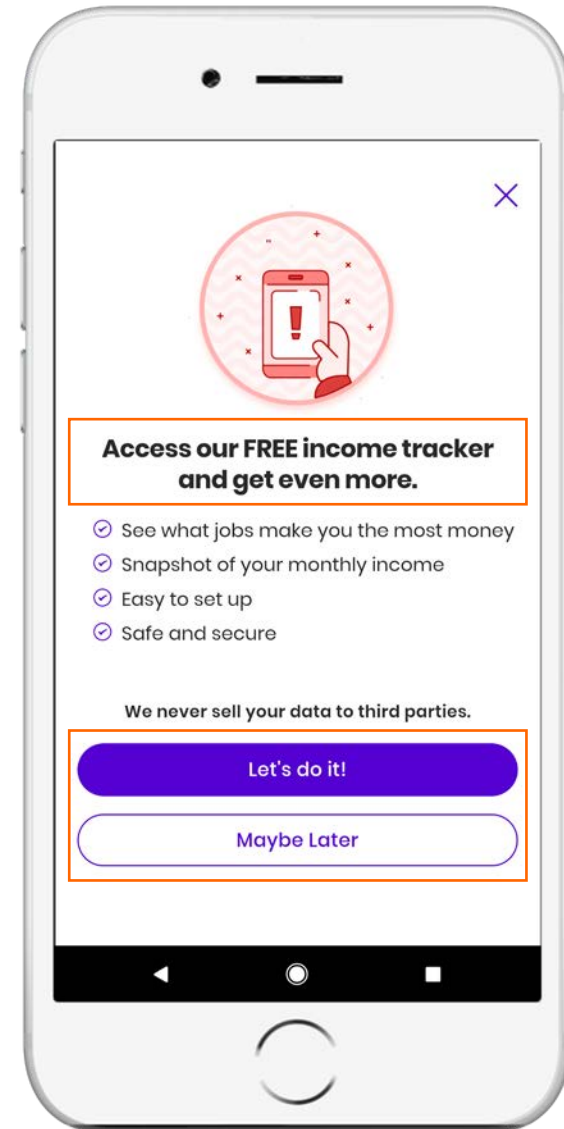 Access our FREE income tracker
and get even more.
See what jobs make you the most money
Snapshot of your monthly income
Easy to set up
Safe and secure
We never sell your data to third parties.
Let's do it!
Maybe Later